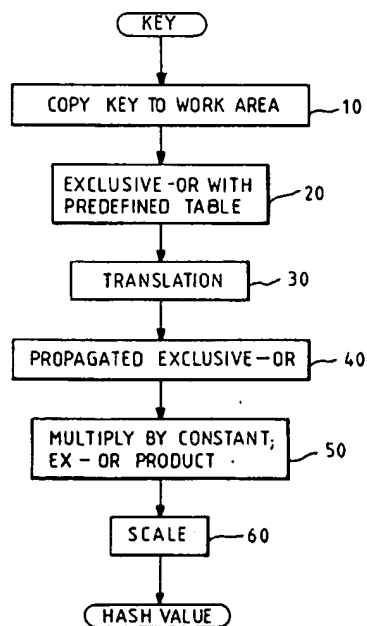 KEY
COPY KEY TO WORK AREA
10
EXCLUSIVE-OR WITH
PREDEFINED TABLE
20
TRANSLATION
30
PROPAGATED EXCLUSIVE-OR
40
MULTIPLY BY CONSTANT;
EX-OR PRODUCT
50
SCALE
60
HASH VALUE